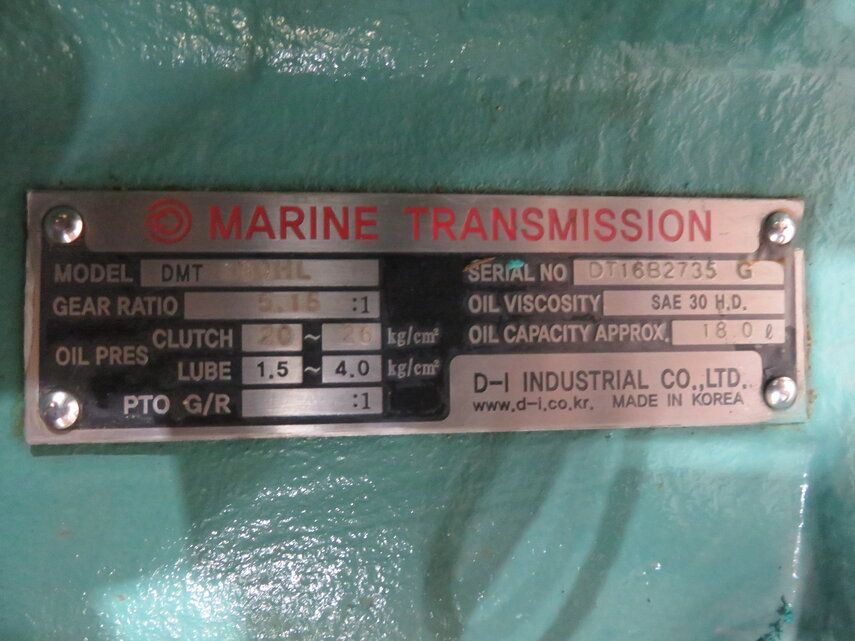 MARINE TRANSMISSION
MODEL DMT
SERIAL NO DT16B2735 G
GEAR RATIO :1
OIL VISCOSITY SAE 30 H.D.
OIL PRES CLUTCH 20 ~ 26 kg/cm²
OIL CAPACITY APPROX. 18.0 ℓ
LUBE 1.5 ~ 4.0 kg/cm²
PTO G/R :1
D-I INDUSTRIAL CO.,LTD.
www.d-i.co.kr. MADE IN KOREA